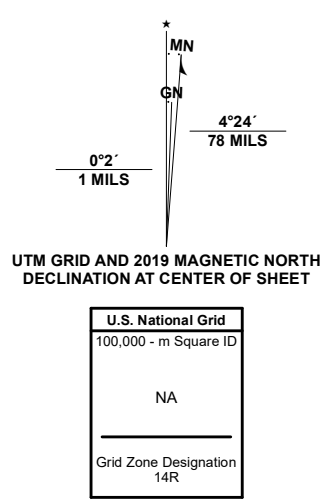 ★
MN
GN
4°24´
78 MILS
0°2´
1 MILS
UTM GRID AND 2019 MAGNETIC NORTH
DECLINATION AT CENTER OF SHEET
U.S. National Grid
100,000 - m Square ID
NA
Grid Zone Designation
14R